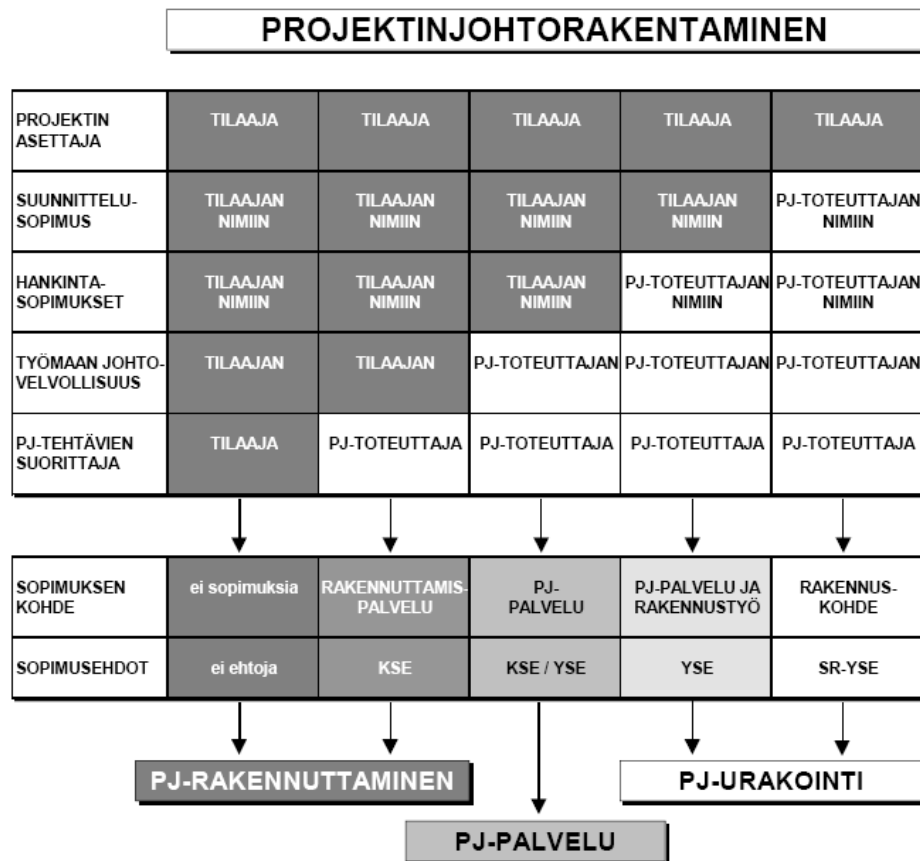 PROJEKTINJOHTORAKENTAMINEN
PROJEKTIN
ASETTAJA
TILAAJA
TILAAJA
TILAAJA
TILAAJA
TILAAJA
SUUNNITTELU-
SOPIMUS
TILAAJAN
NIMIIN
TILAAJAN
NIMIIN
TILAAJAN
NIMIIN
TILAAJAN
NIMIIN
PJ-TOTEUTTAJAN
NIMIIN
HANKINTA-
SOPIMUKSET
TILAAJAN
NIMIIN
TILAAJAN
NIMIIN
TILAAJAN
NIMIIN
PJ-TOTEUTTAJAN
NIMIIN
PJ-TOTEUTTAJAN
NIMIIN
TYÖMAAN JOHTO-
VELVOLLISUUS
TILAAJAN
TILAAJAN
PJ-TOTEUTTAJAN
PJ-TOTEUTTAJAN
PJ-TOTEUTTAJAN
PJ-TEHTÄVIEN
SUORITTAJA
TILAAJA
PJ-TOTEUTTAJA
PJ-TOTEUTTAJA
PJ-TOTEUTTAJA
PJ-TOTEUTTAJA
SOPIMUKSEN
KOHDE
ei sopimuksia
RAKENNUTTAMIS-
PALVELU
PJ-
PALVELU
PJ-PALVELU JA
RAKENNUSTYÖ
RAKENNUS-
KOHDE
SOPIMUSEHDOT
ei ehtoja
KSE
KSE / YSE
YSE
SR-YSE
PJ-RAKENNUTTAMINEN
PJ-URAKOINTI
PJ-PALVELU